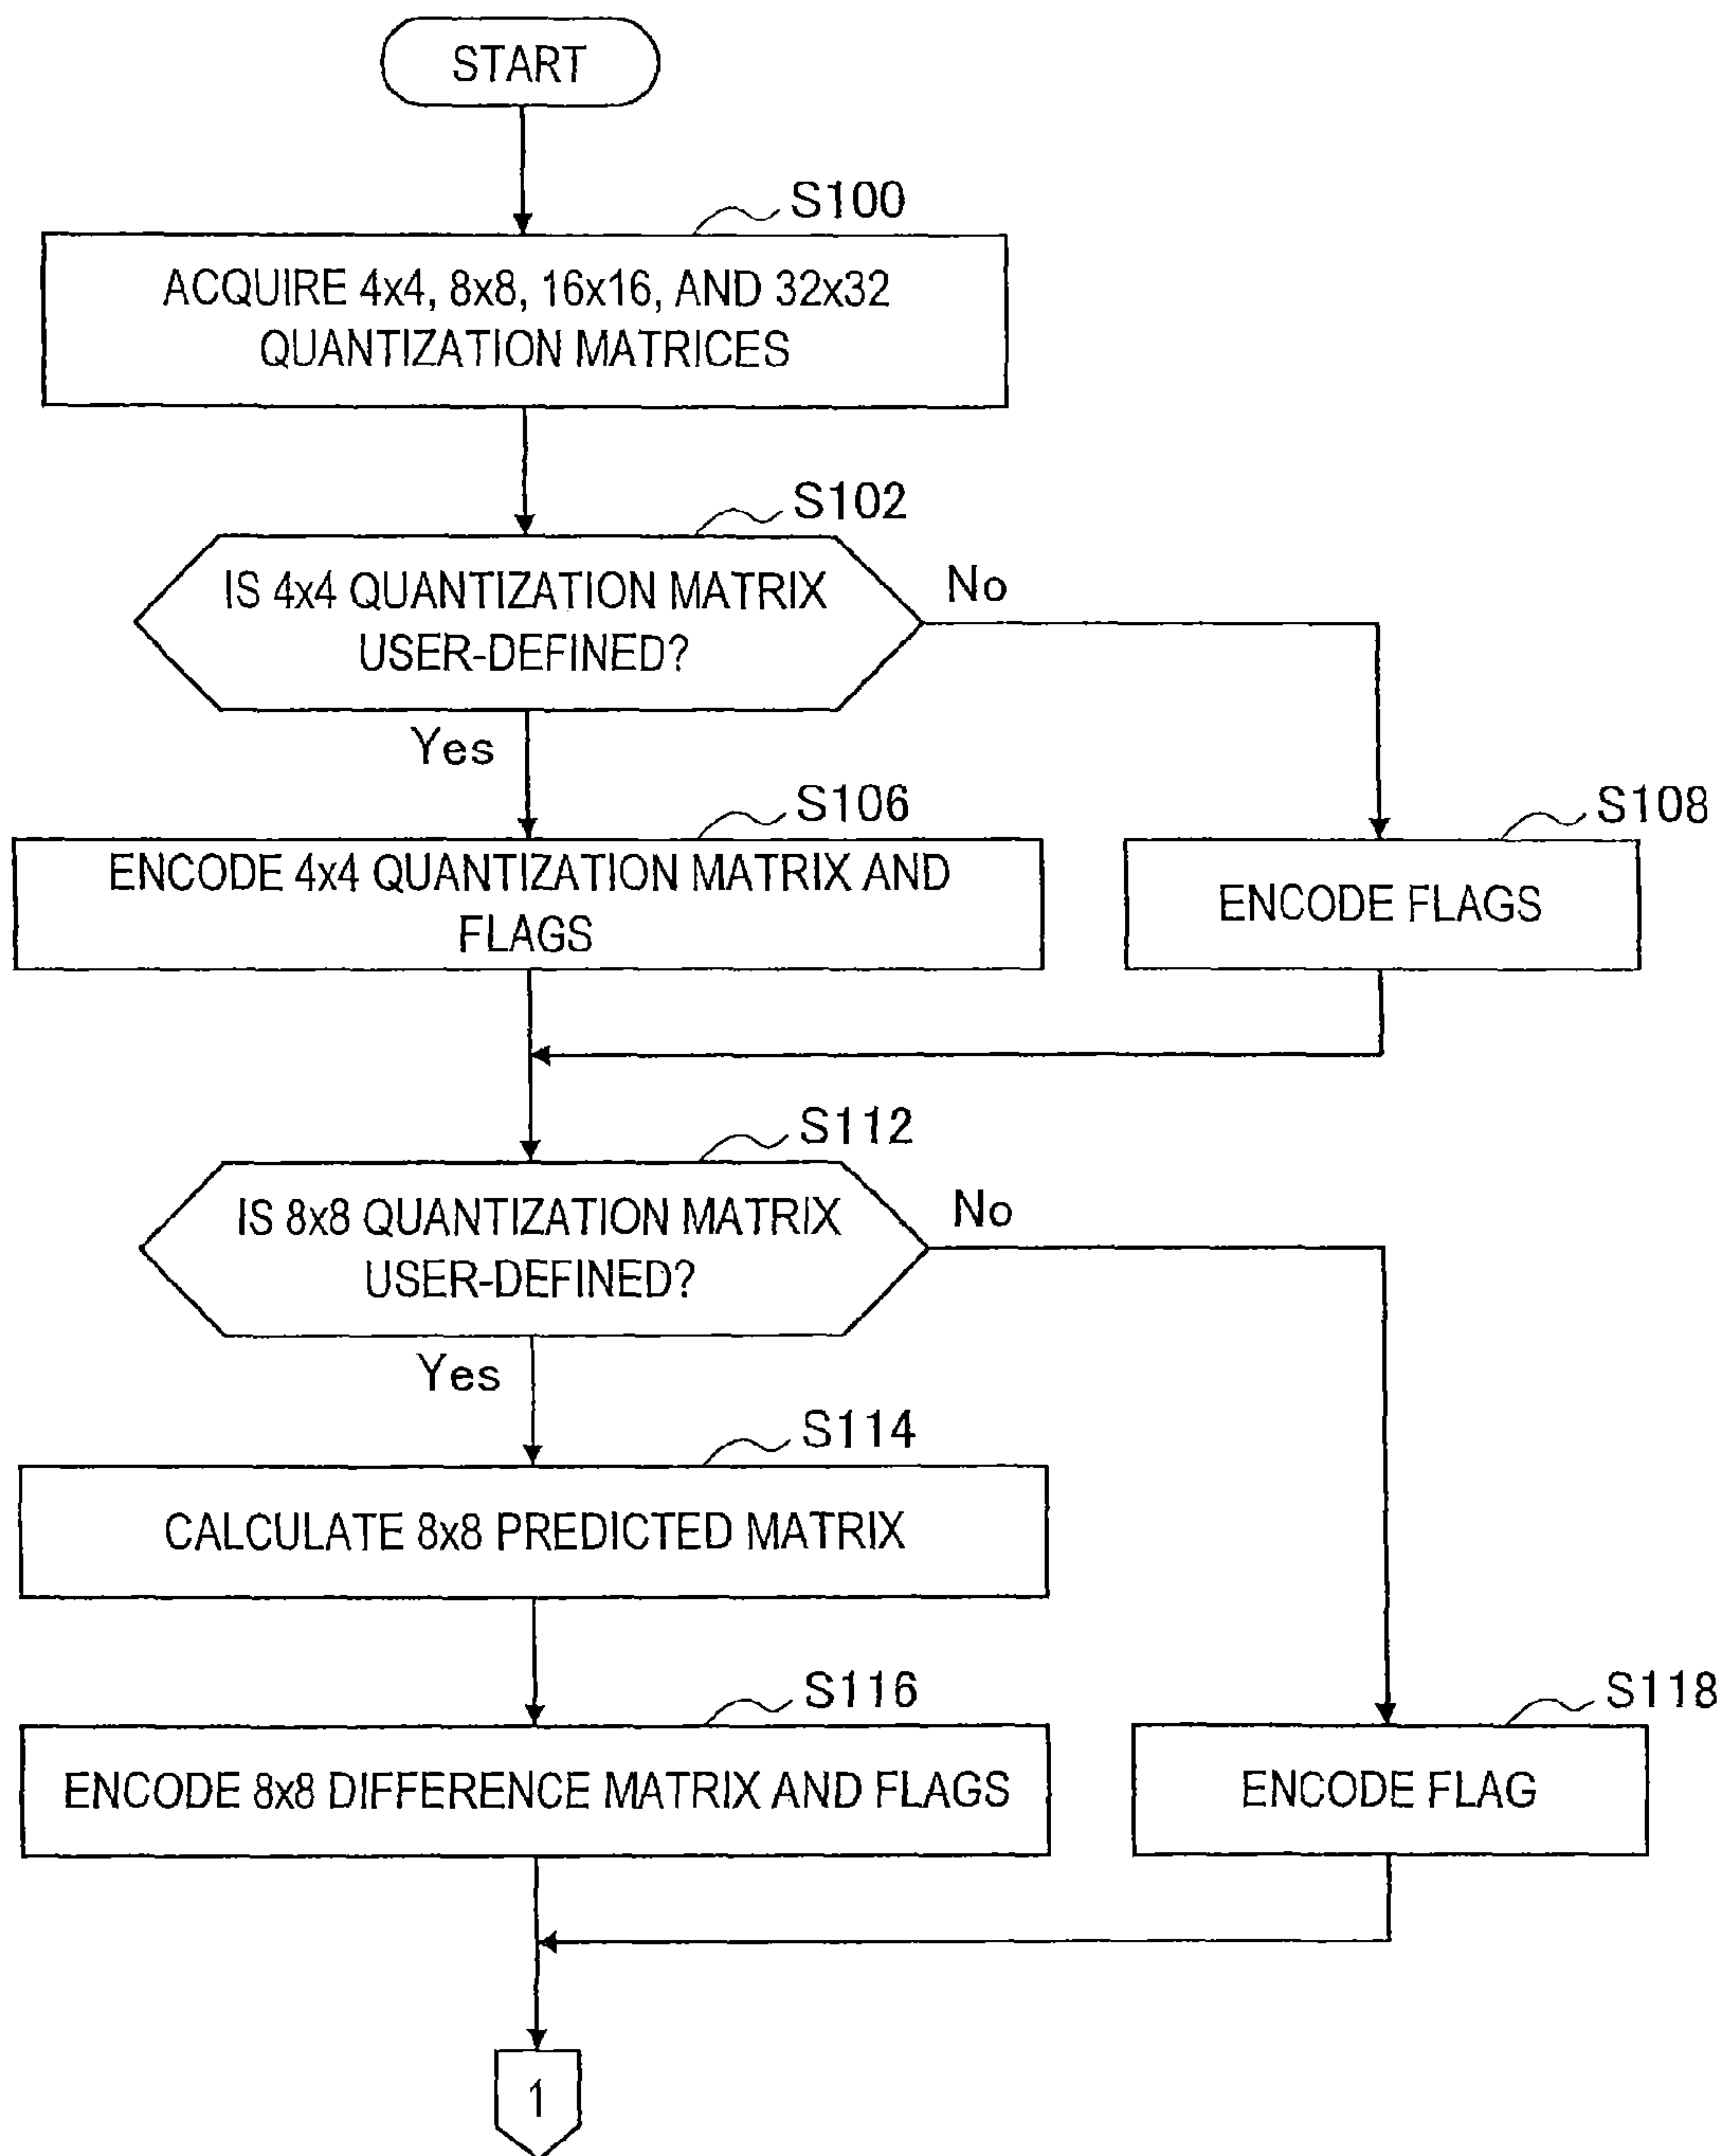 START
S100
ACQUIRE 4x4, 8x8, 16x16, AND 32x32
QUANTIZATION MATRICES
S102
IS 4x4 QUANTIZATION MATRIX
USER-DEFINED?
No
Yes
S106
ENCODE 4x4 QUANTIZATION MATRIX AND
FLAGS
S108
ENCODE FLAGS
S112
IS 8x8 QUANTIZATION MATRIX
USER-DEFINED?
No
Yes
S114
CALCULATE 8x8 PREDICTED MATRIX
S116
ENCODE 8x8 DIFFERENCE MATRIX AND FLAGS
S118
ENCODE FLAG
1